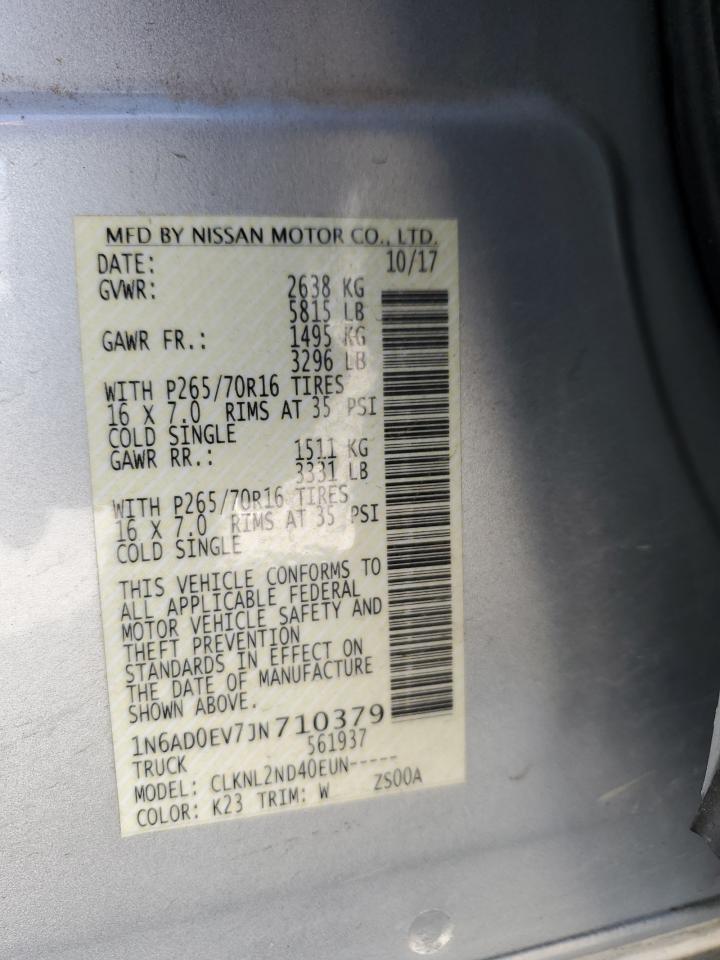 MFD BY NISSAN MOTOR CO., LTD.
DATE: 10/17
GVWR: 2638 KG
5815 LB
GAWR FR.: 1495 KG
3296 LB
WITH P265/70R16 TIRES
16 X 7.0 RIMS AT 35 PSI
COLD SINGLE
GAWR RR.: 1511 KG
3331 LB
WITH P265/70R16 TIRES
16 X 7.0 RIMS AT 35 PSI
COLD SINGLE
THIS VEHICLE CONFORMS TO
ALL APPLICABLE FEDERAL
MOTOR VEHICLE SAFETY AND
THEFT PREVENTION
STANDARDS IN EFFECT ON
THE DATE OF MANUFACTURE
SHOWN ABOVE.
1N6AD0EV7JN710379
561937
TRUCK
MODEL: CLKNL2ND40EUN-----
COLOR: K23 TRIM: W ZS00A